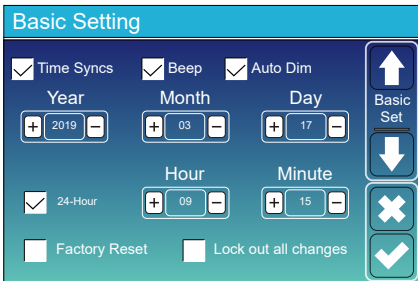 Basic Setting
Time Syncs Beep Auto Dim
Year Month Day
+ 2019 − + 03 − + 17 −
Basic
Set
Hour Minute
24-Hour + 09 − + 15 −
Factory Reset Lock out all changes